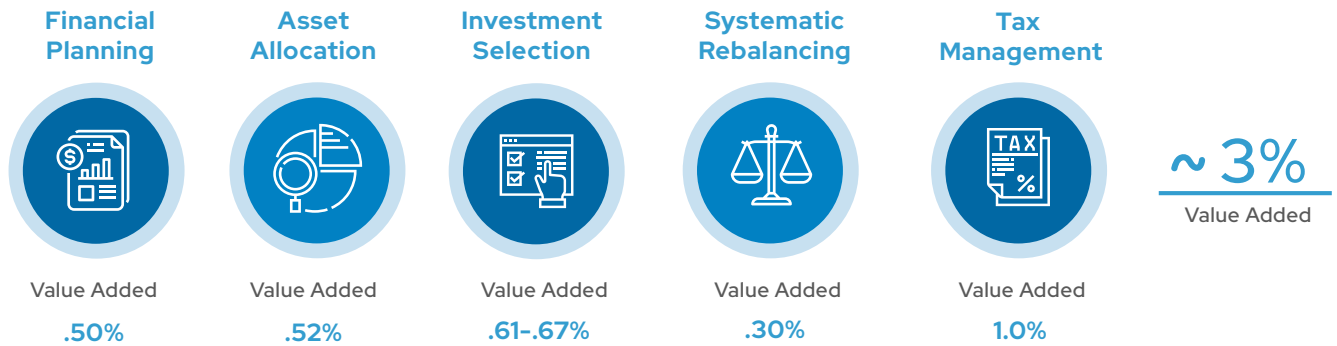 Financial
Planning
Asset
Allocation
Investment
Selection
Systematic
Rebalancing
Tax
Management
$
TAX
%
~ 3%
Value Added
Value Added
Value Added
Value Added
Value Added
Value Added
.50%
.52%
.61-.67%
.30%
1.0%